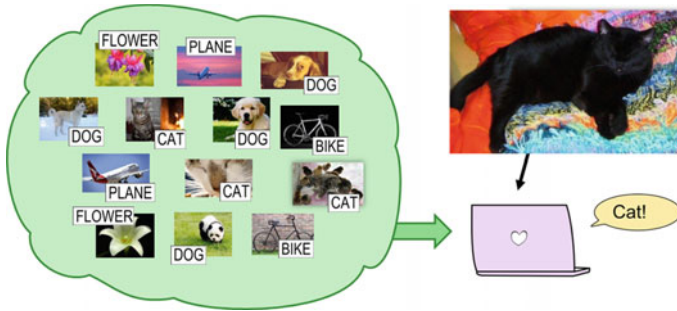 FLOWER
PLANE
DOG
DOG
CAT
DOG
BIKE
PLANE
CAT
CAT
FLOWER
DOG
BIKE
Cat!